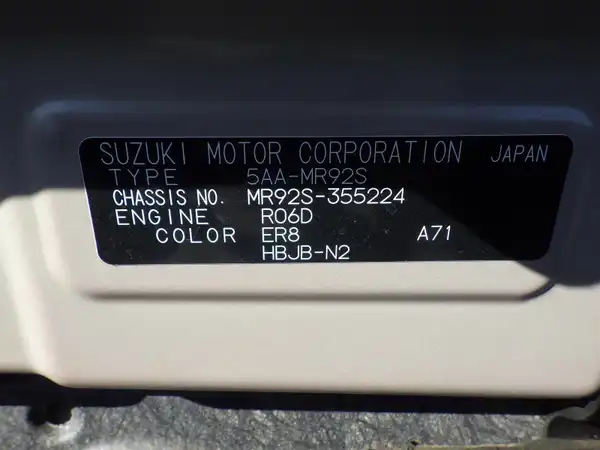 SUZUKI MOTOR CORPORATION JAPAN
TYPE 5AA-MR92S
CHASSIS NO. MR92S-355224
ENGINE R06D
COLOR ER8 A71
HBJB-N2